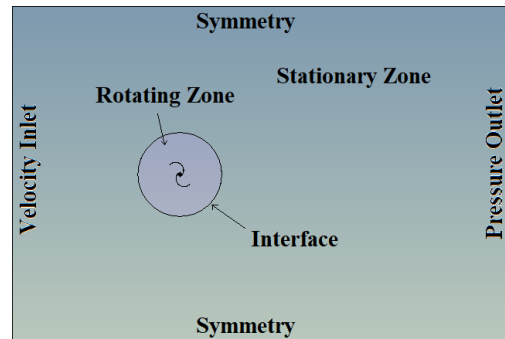 Symmetry
Stationary Zone
Rotating Zone
Velocity Inlet
Pressure Outlet
Interface
Symmetry